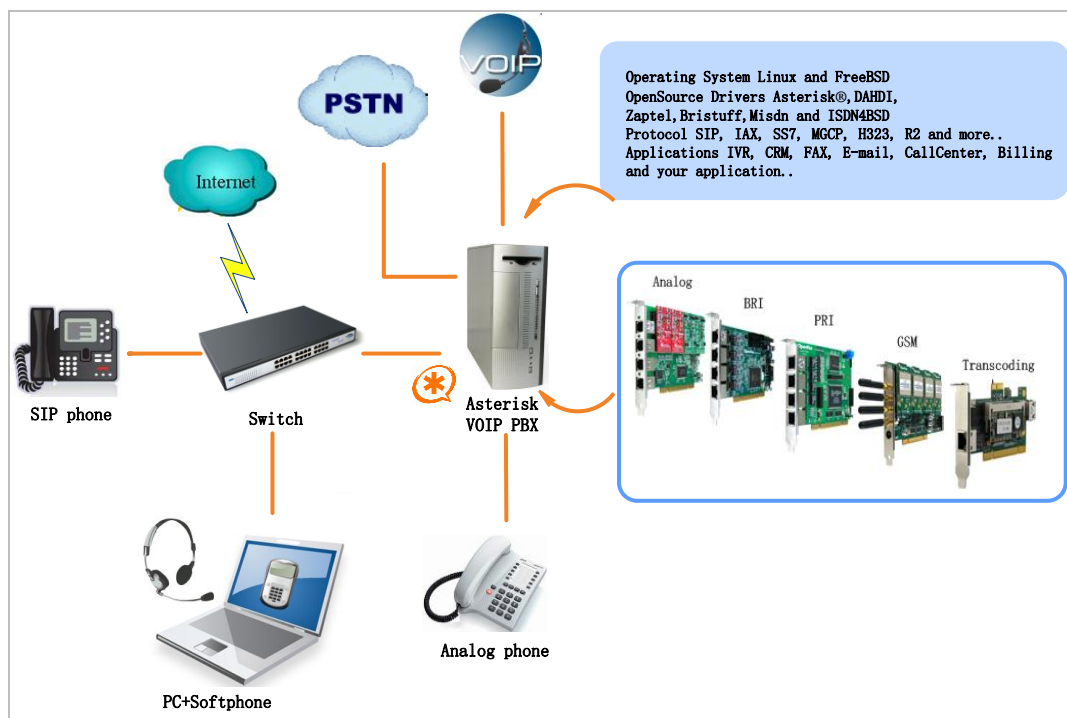 VOIP
PSTN
Internet
Operating System Linux and FreeBSD
OpenSource Drivers Asterisk®,DAHDI,
Zaptel,Bristuff,Misdn and ISDN4BSD
Protocol SIP, IAX, SS7, MGCP, H323, R2 and more..
Applications IVR, CRM, FAX, E-mail, CallCenter, Billing
and your application..
Analog
BRI
PRI
GSM
Transcoding
SIP phone
Switch
Asterisk
VOIP PBX
Analog phone
PC+Softphone